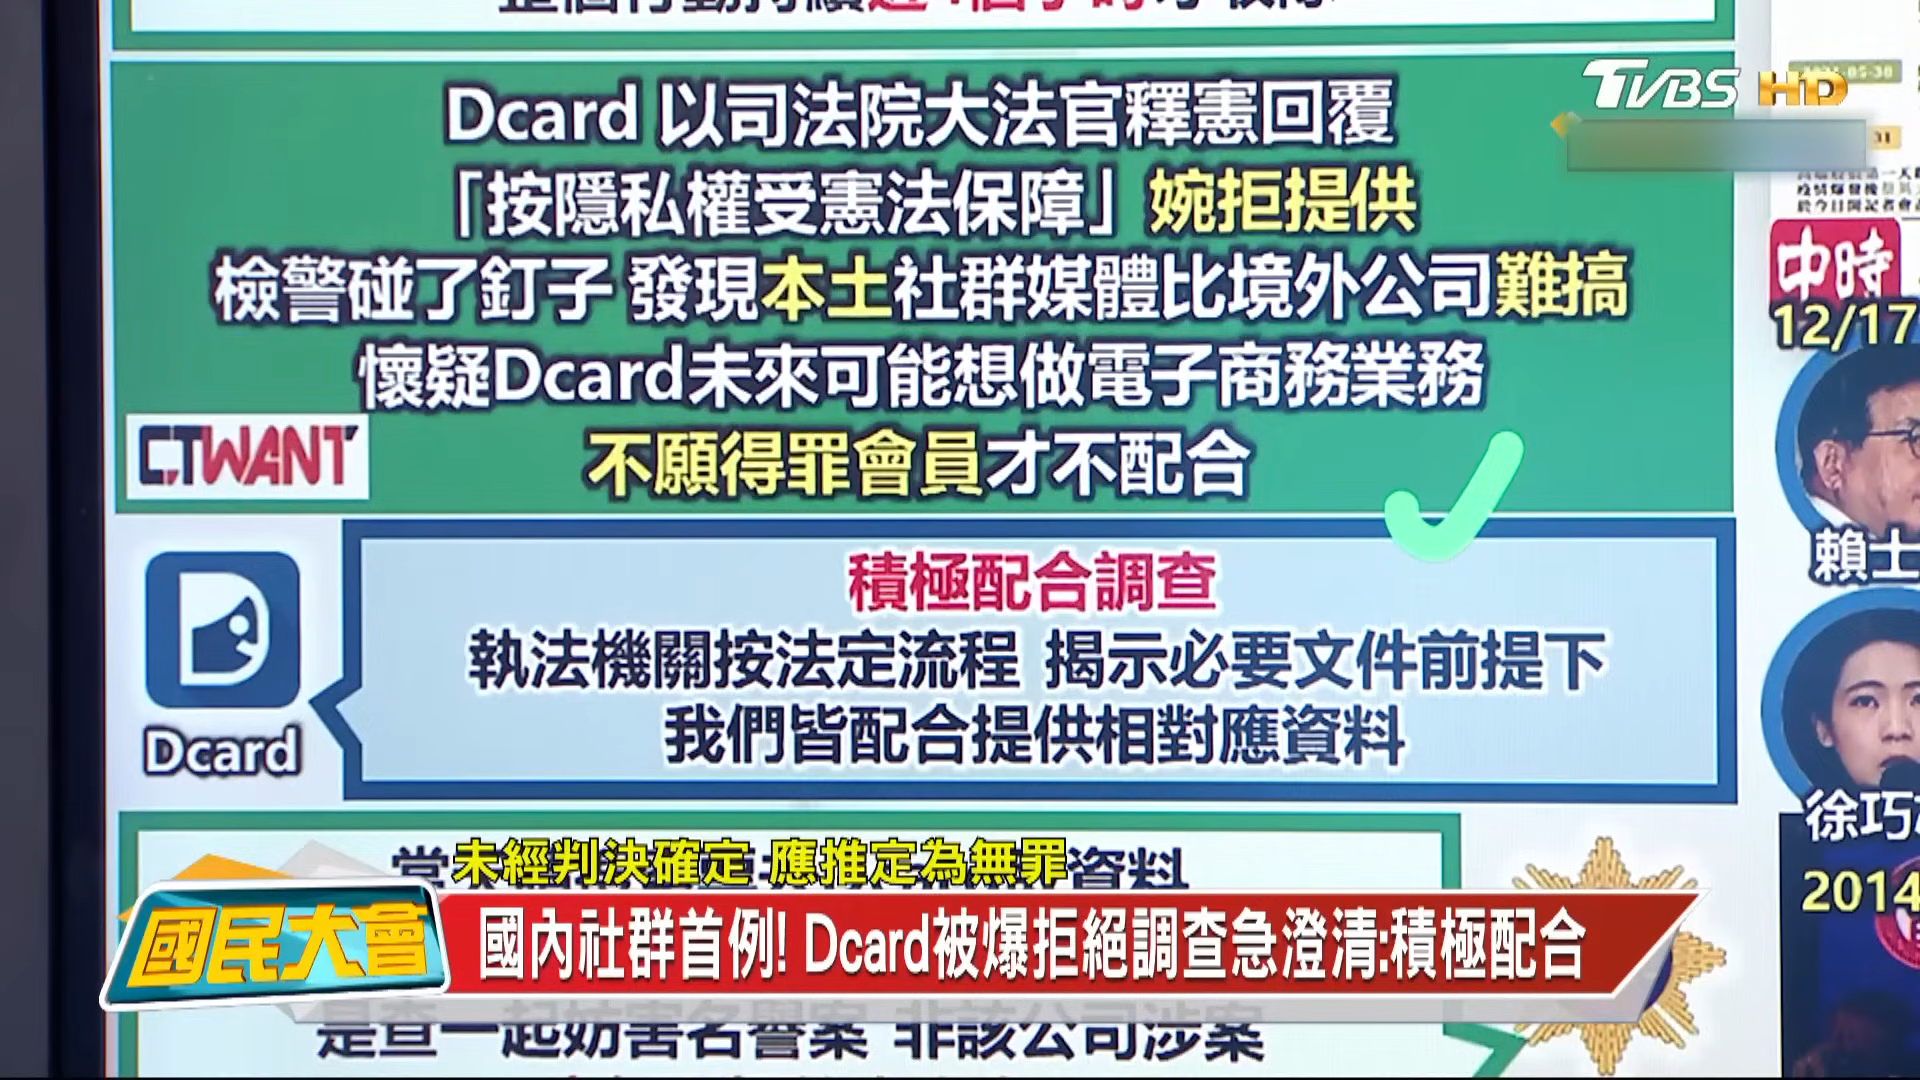 TVBS HD
Dcard 以司法院大法官釋憲回覆
「按隱私權受憲法保障」婉拒提供
檢警碰了釘子 發現本土社群媒體比境外公司難搞
懷疑Dcard未來可能想做電子商務業務
不願得罪會員才不配合
CTWANT
積極配合調查
執法機關按法定流程 揭示必要文件前提下
我們皆配合提供相對應資料
Dcard
中時
12/17
賴士
徐巧
2014
資料
未經判決確定 應推定為無罪
國民大會
國內社群首例! Dcard被爆拒絕調查急澄清:積極配合
是查一起妨害名譽案 非該公司涉案